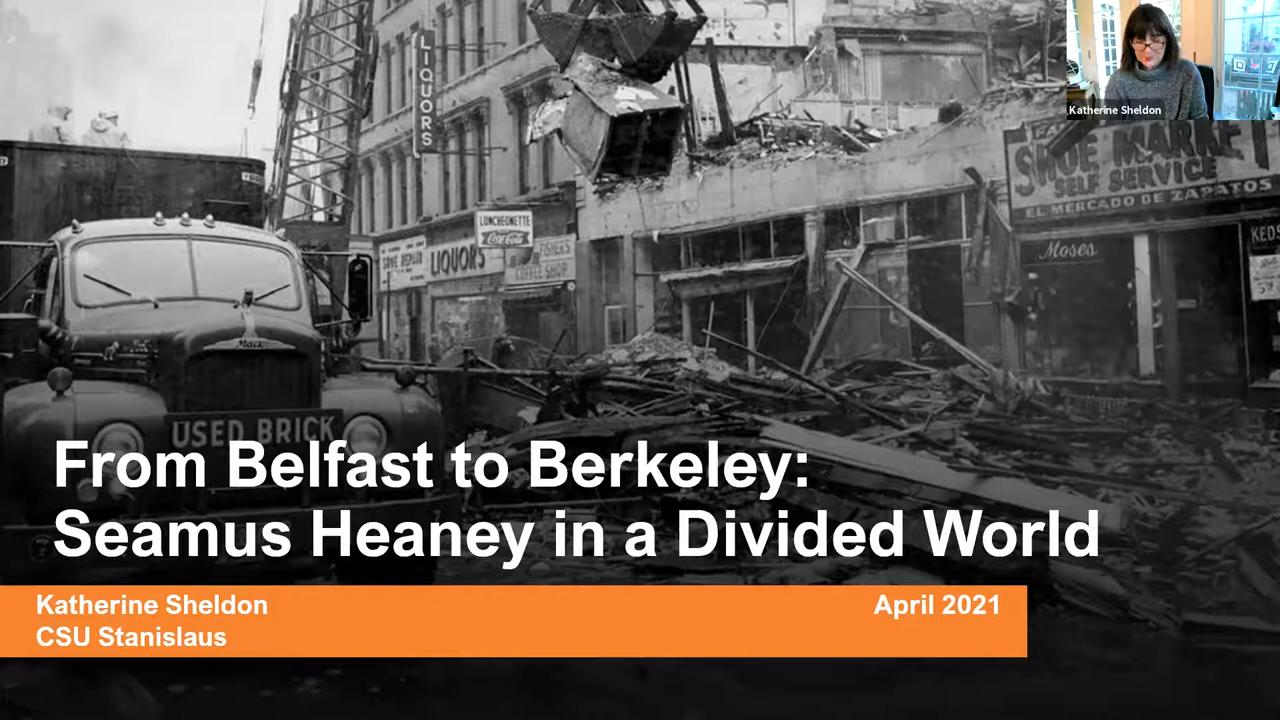 Katherine Sheldon
LIQUORS
SHOE MARKET
SELF SERVICE
EL MERCADO DE ZAPATOS
LUNCHEONETTE
Coca-Cola
SHOE REPAIR
LIQUORS
FISHER'S
COFFEE SHOP
Moses
KEDS
Mack
USED BRICK
From Belfast to Berkeley:
Seamus Heaney in a Divided World
Katherine Sheldon
April 2021
CSU Stanislaus